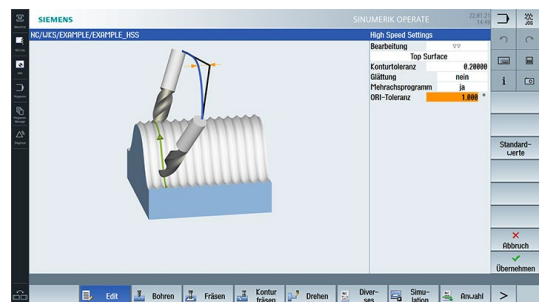 SIEMENS
SINUMERIK OPERATE
JOG
NC/WKS/EXAMPLE/EXAMPLE_HSS
High Speed Settings
Bearbeitung ▽▽
Top Surface
Konturtoleranz 0.20000
Glättung nein
Mehrachsprogramm ja
ORI-Toleranz 1.000 °
Standard-
werte
Abbruch
Übernehmen
Edit
Bohren
Fräsen
Kontur
fräsen
Drehen
Diver-
ses
Simu-
lation
Anwahl